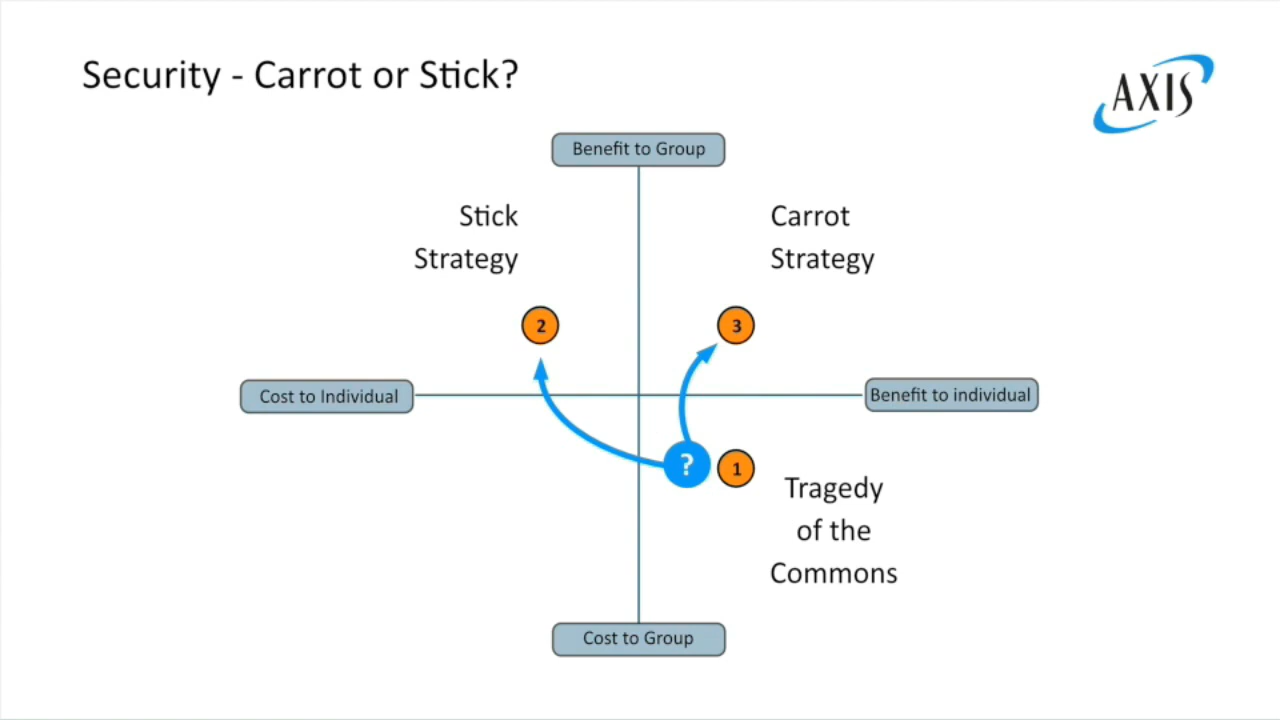 Security - Carrot or Stick?
AXIS
Benefit to Group
Stick
Strategy
Carrot
Strategy
2
3
Cost to Individual
Benefit to individual
?
1
Tragedy
of the
Commons
Cost to Group